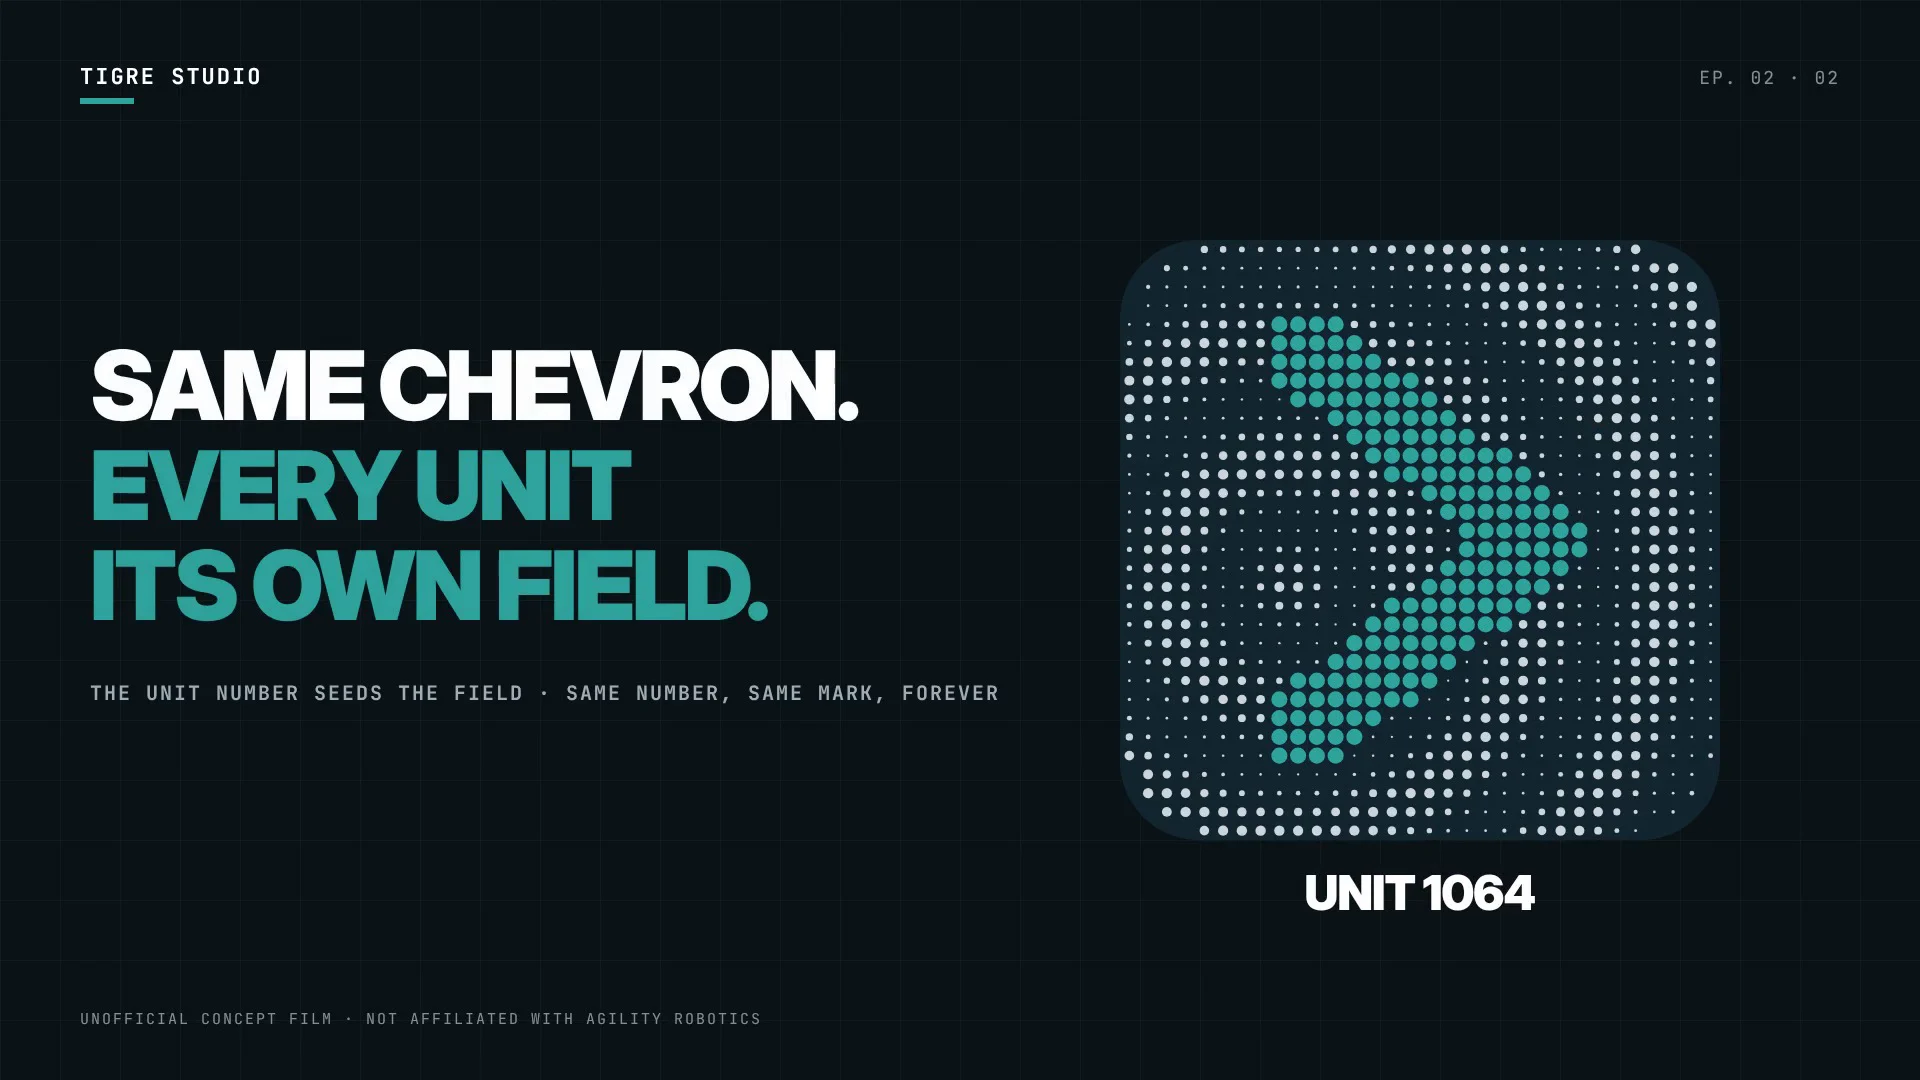 TIGRE STUDIO
EP. 02 · 02
SAME CHEVRON.
EVERY UNIT
ITS OWN FIELD.
THE UNIT NUMBER SEEDS THE FIELD · SAME NUMBER, SAME MARK, FOREVER
UNIT 1064
UNOFFICIAL CONCEPT FILM · NOT AFFILIATED WITH AGILITY ROBOTICS